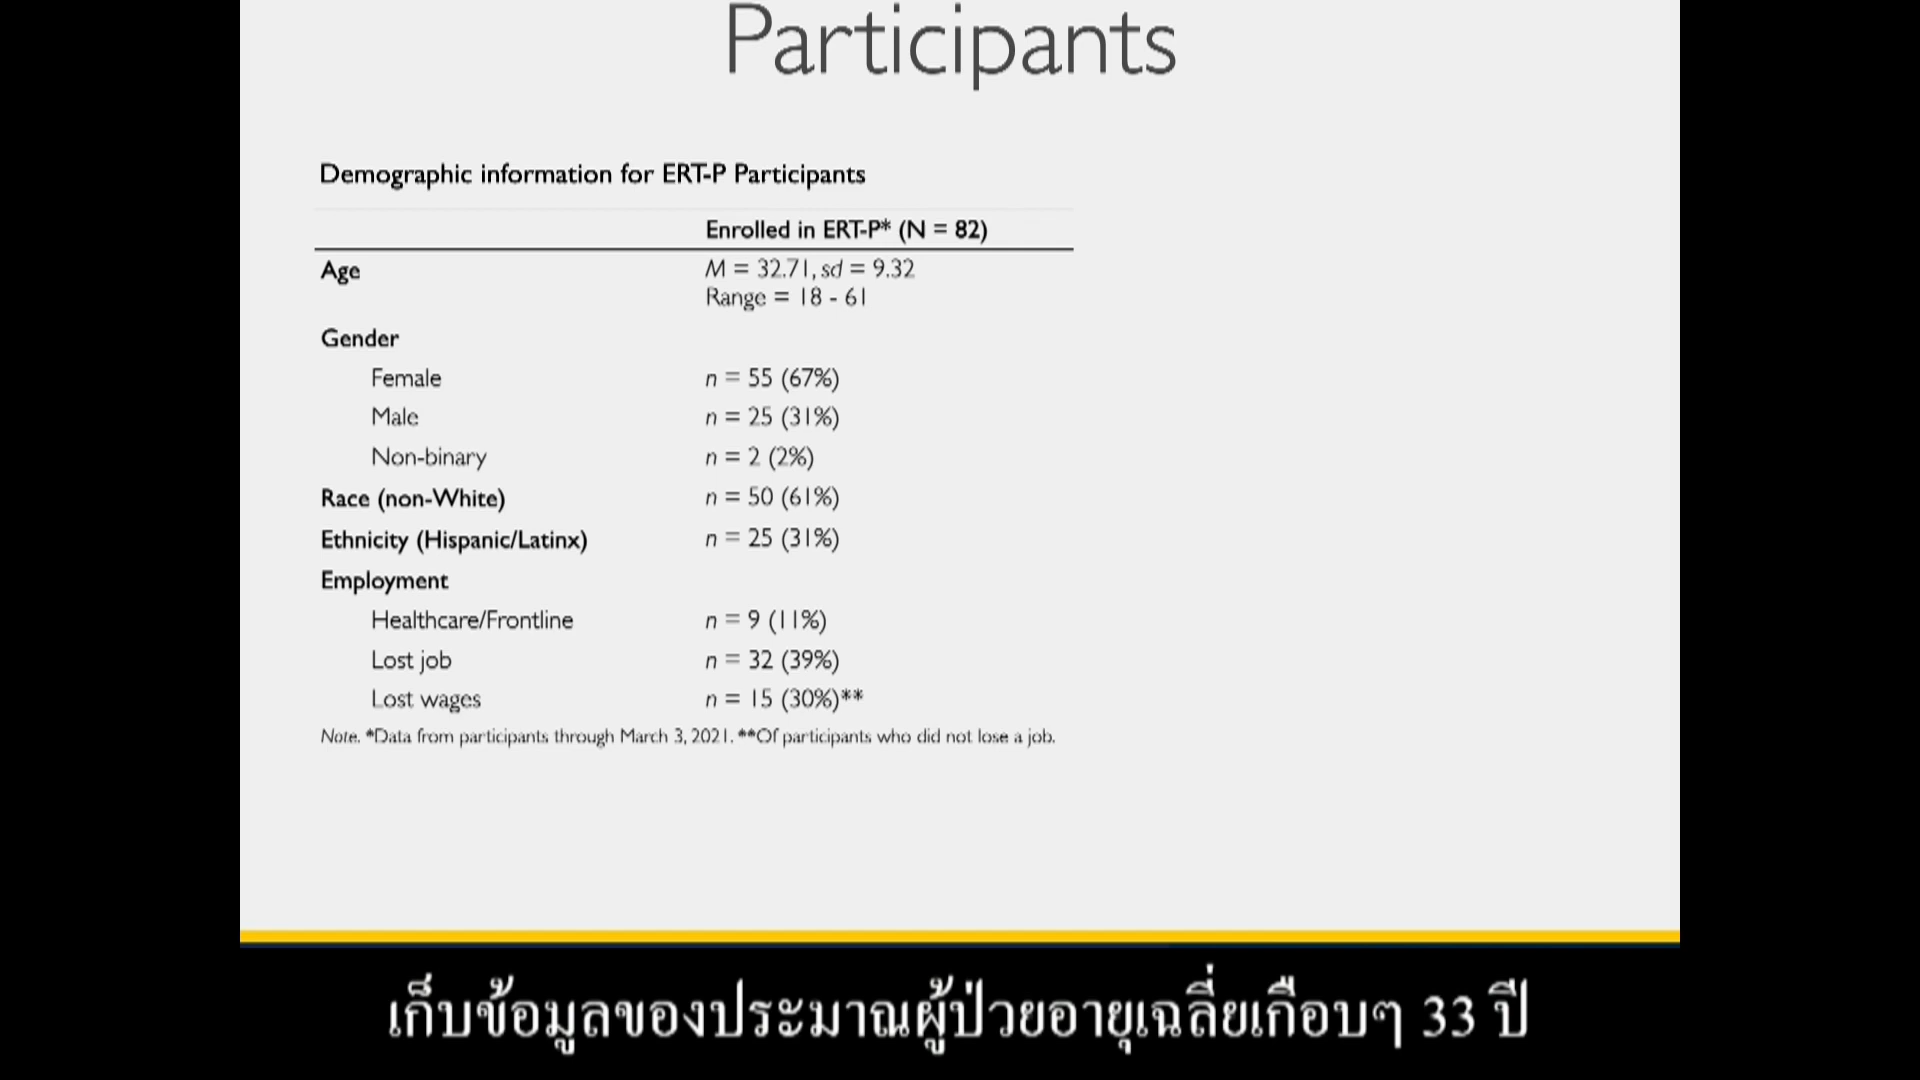 Participants
Demographic information for ERT-P Participants
Enrolled in ERT-P* (N = 82)
Age M = 32.71, sd = 9.32
Range = 18 - 61
Gender
Female n = 55 (67%)
Male n = 25 (31%)
Non-binary n = 2 (2%)
Race (non-White) n = 50 (61%)
Ethnicity (Hispanic/Latinx) n = 25 (31%)
Employment
Healthcare/Frontline n = 9 (11%)
Lost job n = 32 (39%)
Lost wages n = 15 (30%)**
Note. *Data from participants through March 3, 2021. **Of participants who did not lose a job.
เก็บข้อมูลของประมาณผู้ป่วยอายุเฉลี่ยเกือบๆ 33 ปี